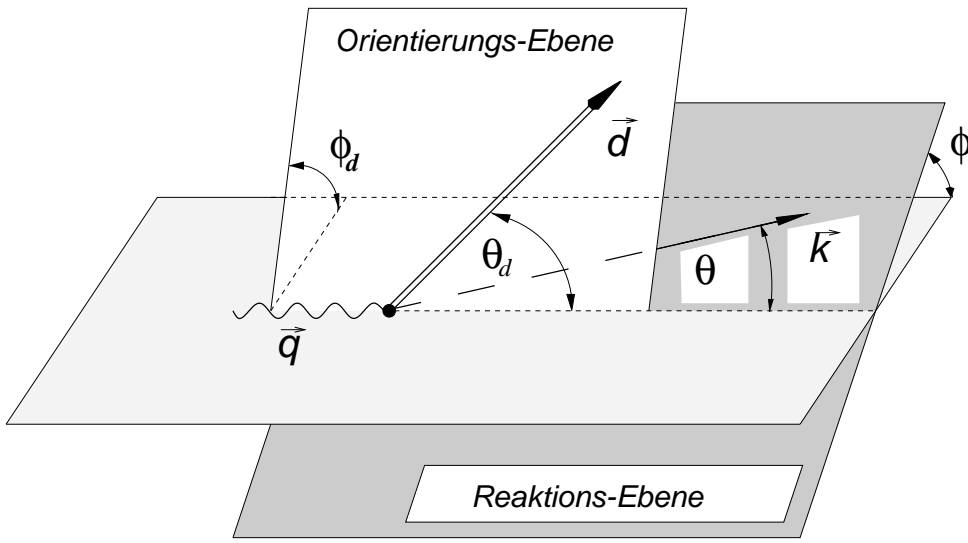 Orientierungs-Ebene
ϕd
d⃗
ϕ
θd
θ
k⃗
q⃗
Reaktions-Ebene